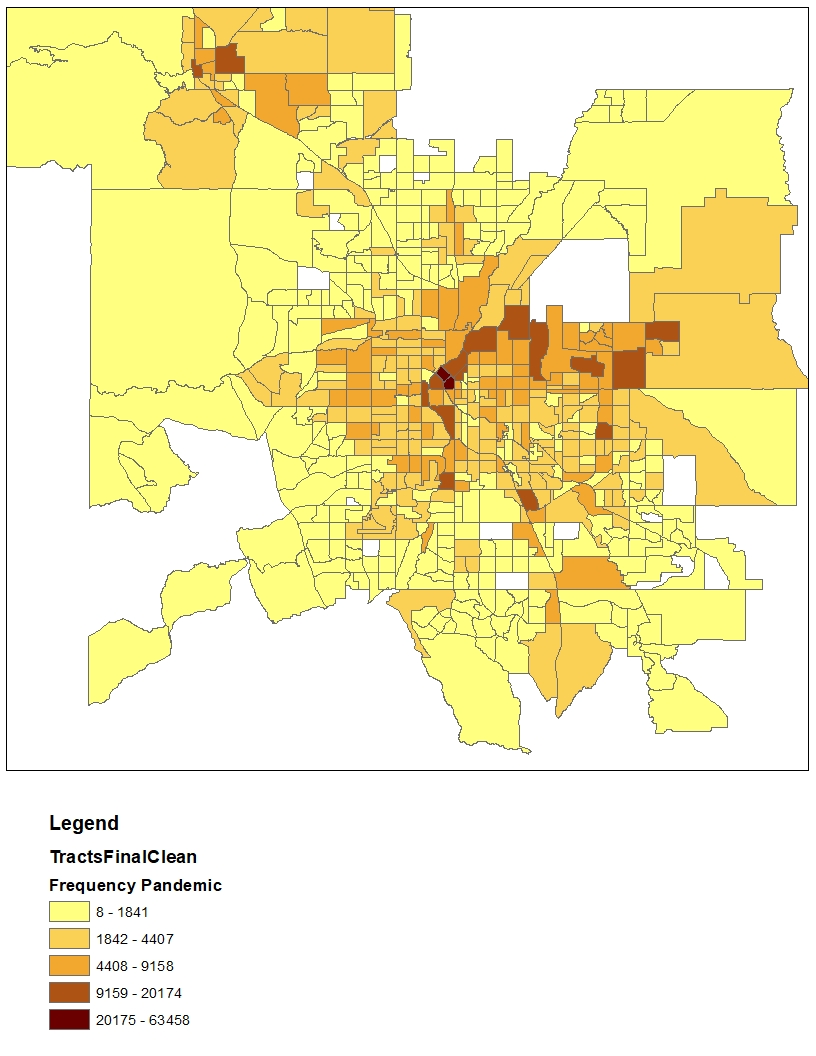 Legend
TractsFinalClean
Frequency Pandemic
8 - 1841
1842 - 4407
4408 - 9158
9159 - 20174
20175 - 63458